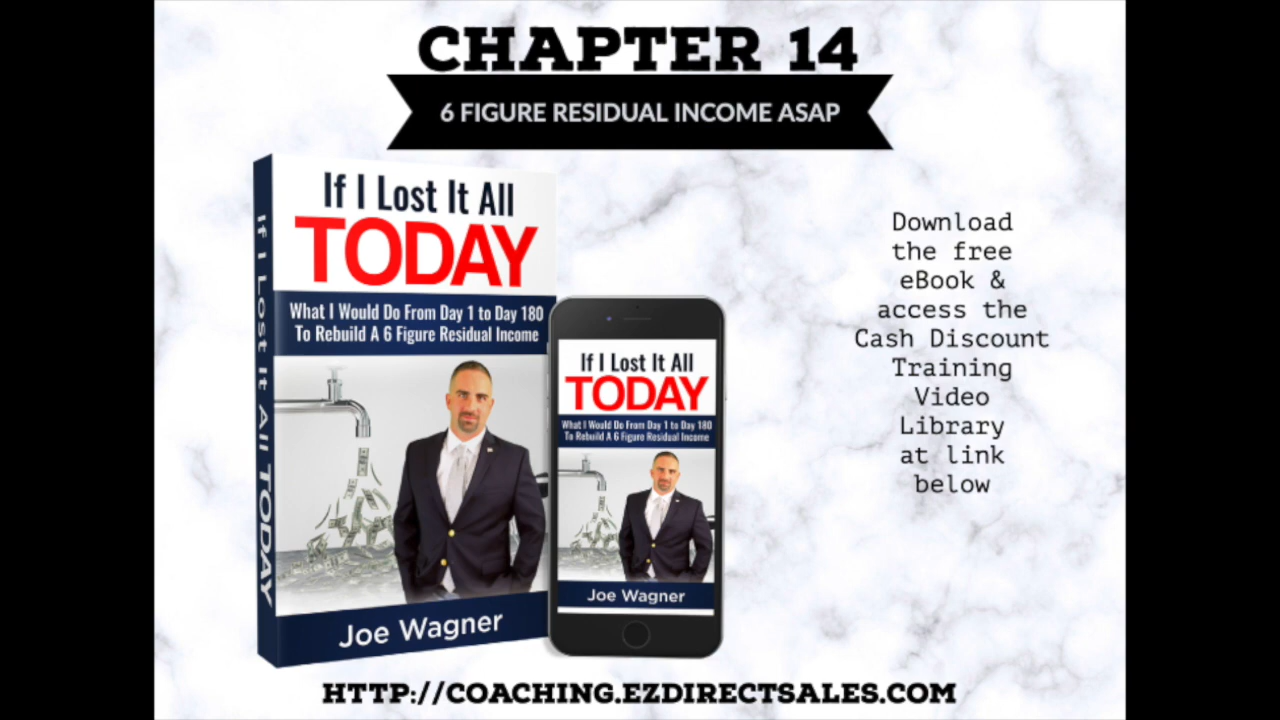 CHAPTER 14
6 FIGURE RESIDUAL INCOME ASAP
If I Lost It All TODAY
If I Lost It All
TODAY
What I Would Do From Day 1 to Day 180
To Rebuild A 6 Figure Residual Income
Joe Wagner
If I Lost It All
TODAY
What I Would Do From Day 1 to Day 180
To Rebuild A 6 Figure Residual Income
Joe Wagner
Download
the free
eBook &
access the
Cash Discount
Training
Video
Library
at link
below
HTTP://COACHING.EZDIRECTSALES.COM